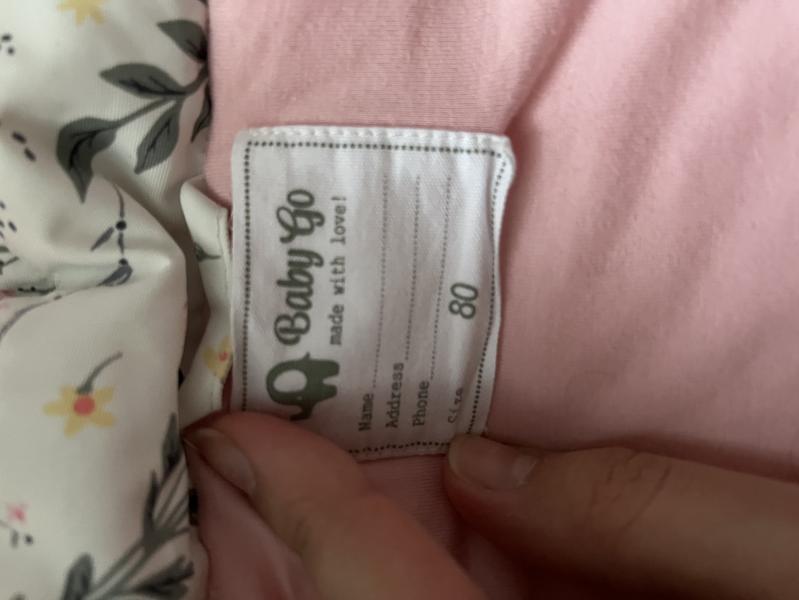 Baby Go
made with love!
Name
Address
Phone
Size 80